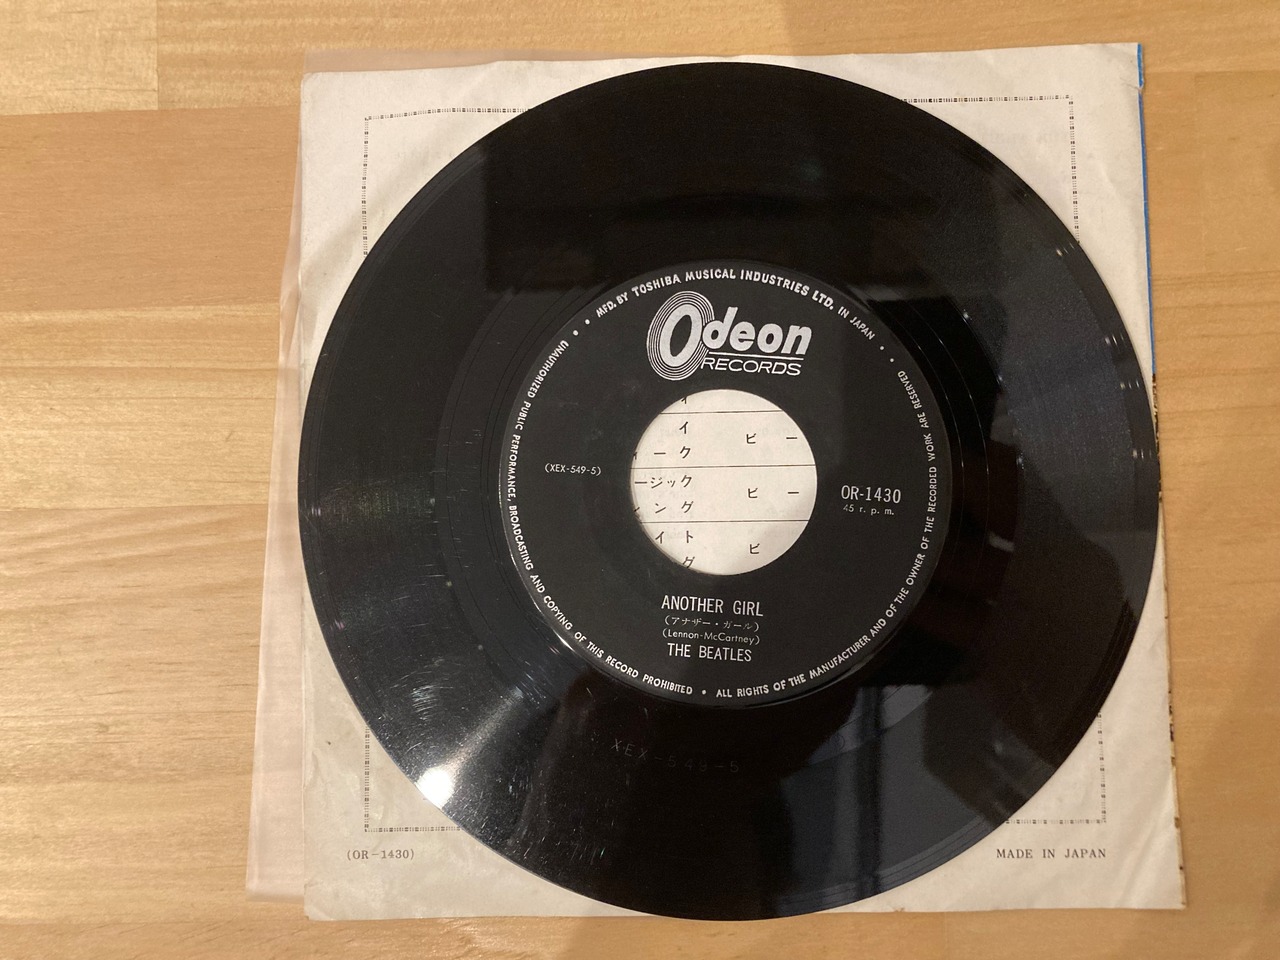 • MFD. BY TOSHIBA MUSICAL INDUSTRIES LTD. IN JAPAN •
Odeon
RECORDS
(XEX-549-5)
OR-1430
45 r. p. m.
イ
ビー
ーク
ージック
ビー
ング
イト
ビ
グ
ANOTHER GIRL
(アナザー・ガール)
(Lennon-McCartney)
THE BEATLES
• UNAUTHORIZED PUBLIC PERFORMANCE, BROADCASTING AND COPYING OF THIS RECORD PROHIBITED • ALL RIGHTS OF THE MANUFACTURER AND OF THE OWNER OF THE RECORDED WORK ARE RESERVED •
XEX-549-5
(OR-1430)
MADE IN JAPAN